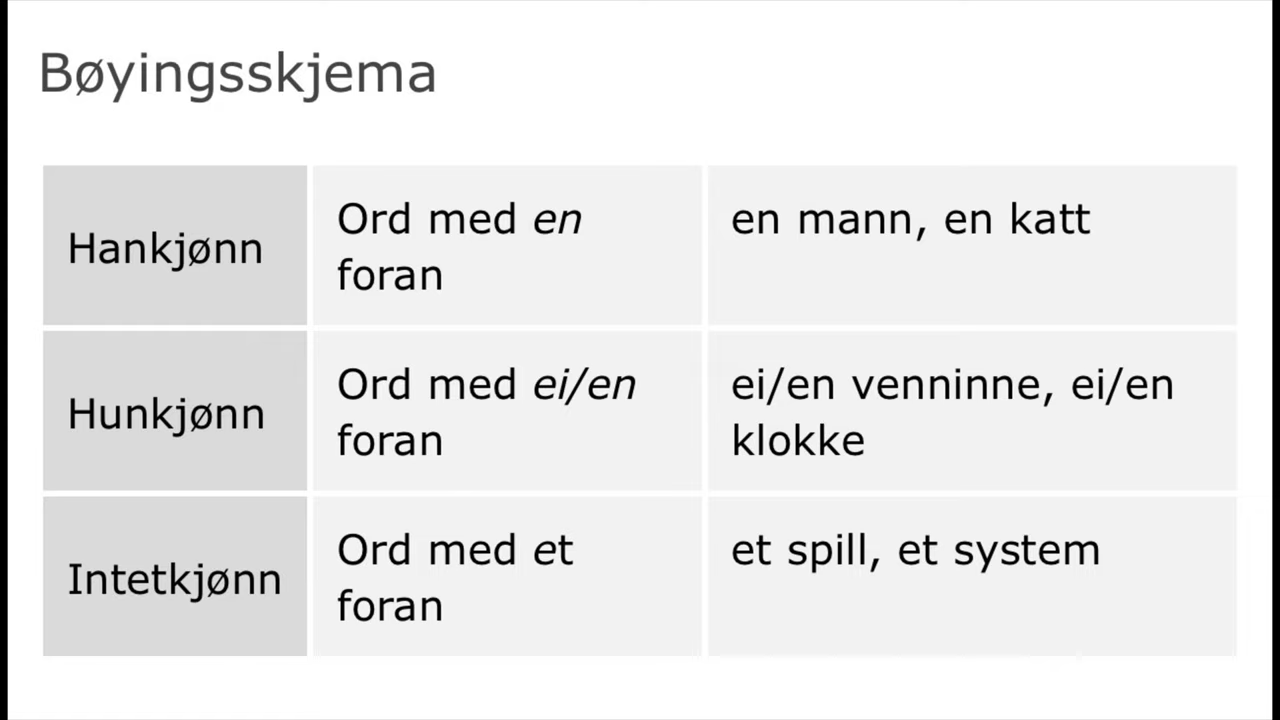 Bøyingsskjema
Hankjønn
Ord med en
foran
en mann, en katt
Hunkjønn
Ord med ei/en
foran
ei/en venninne, ei/en
klokke
Intetkjønn
Ord med et
foran
et spill, et system